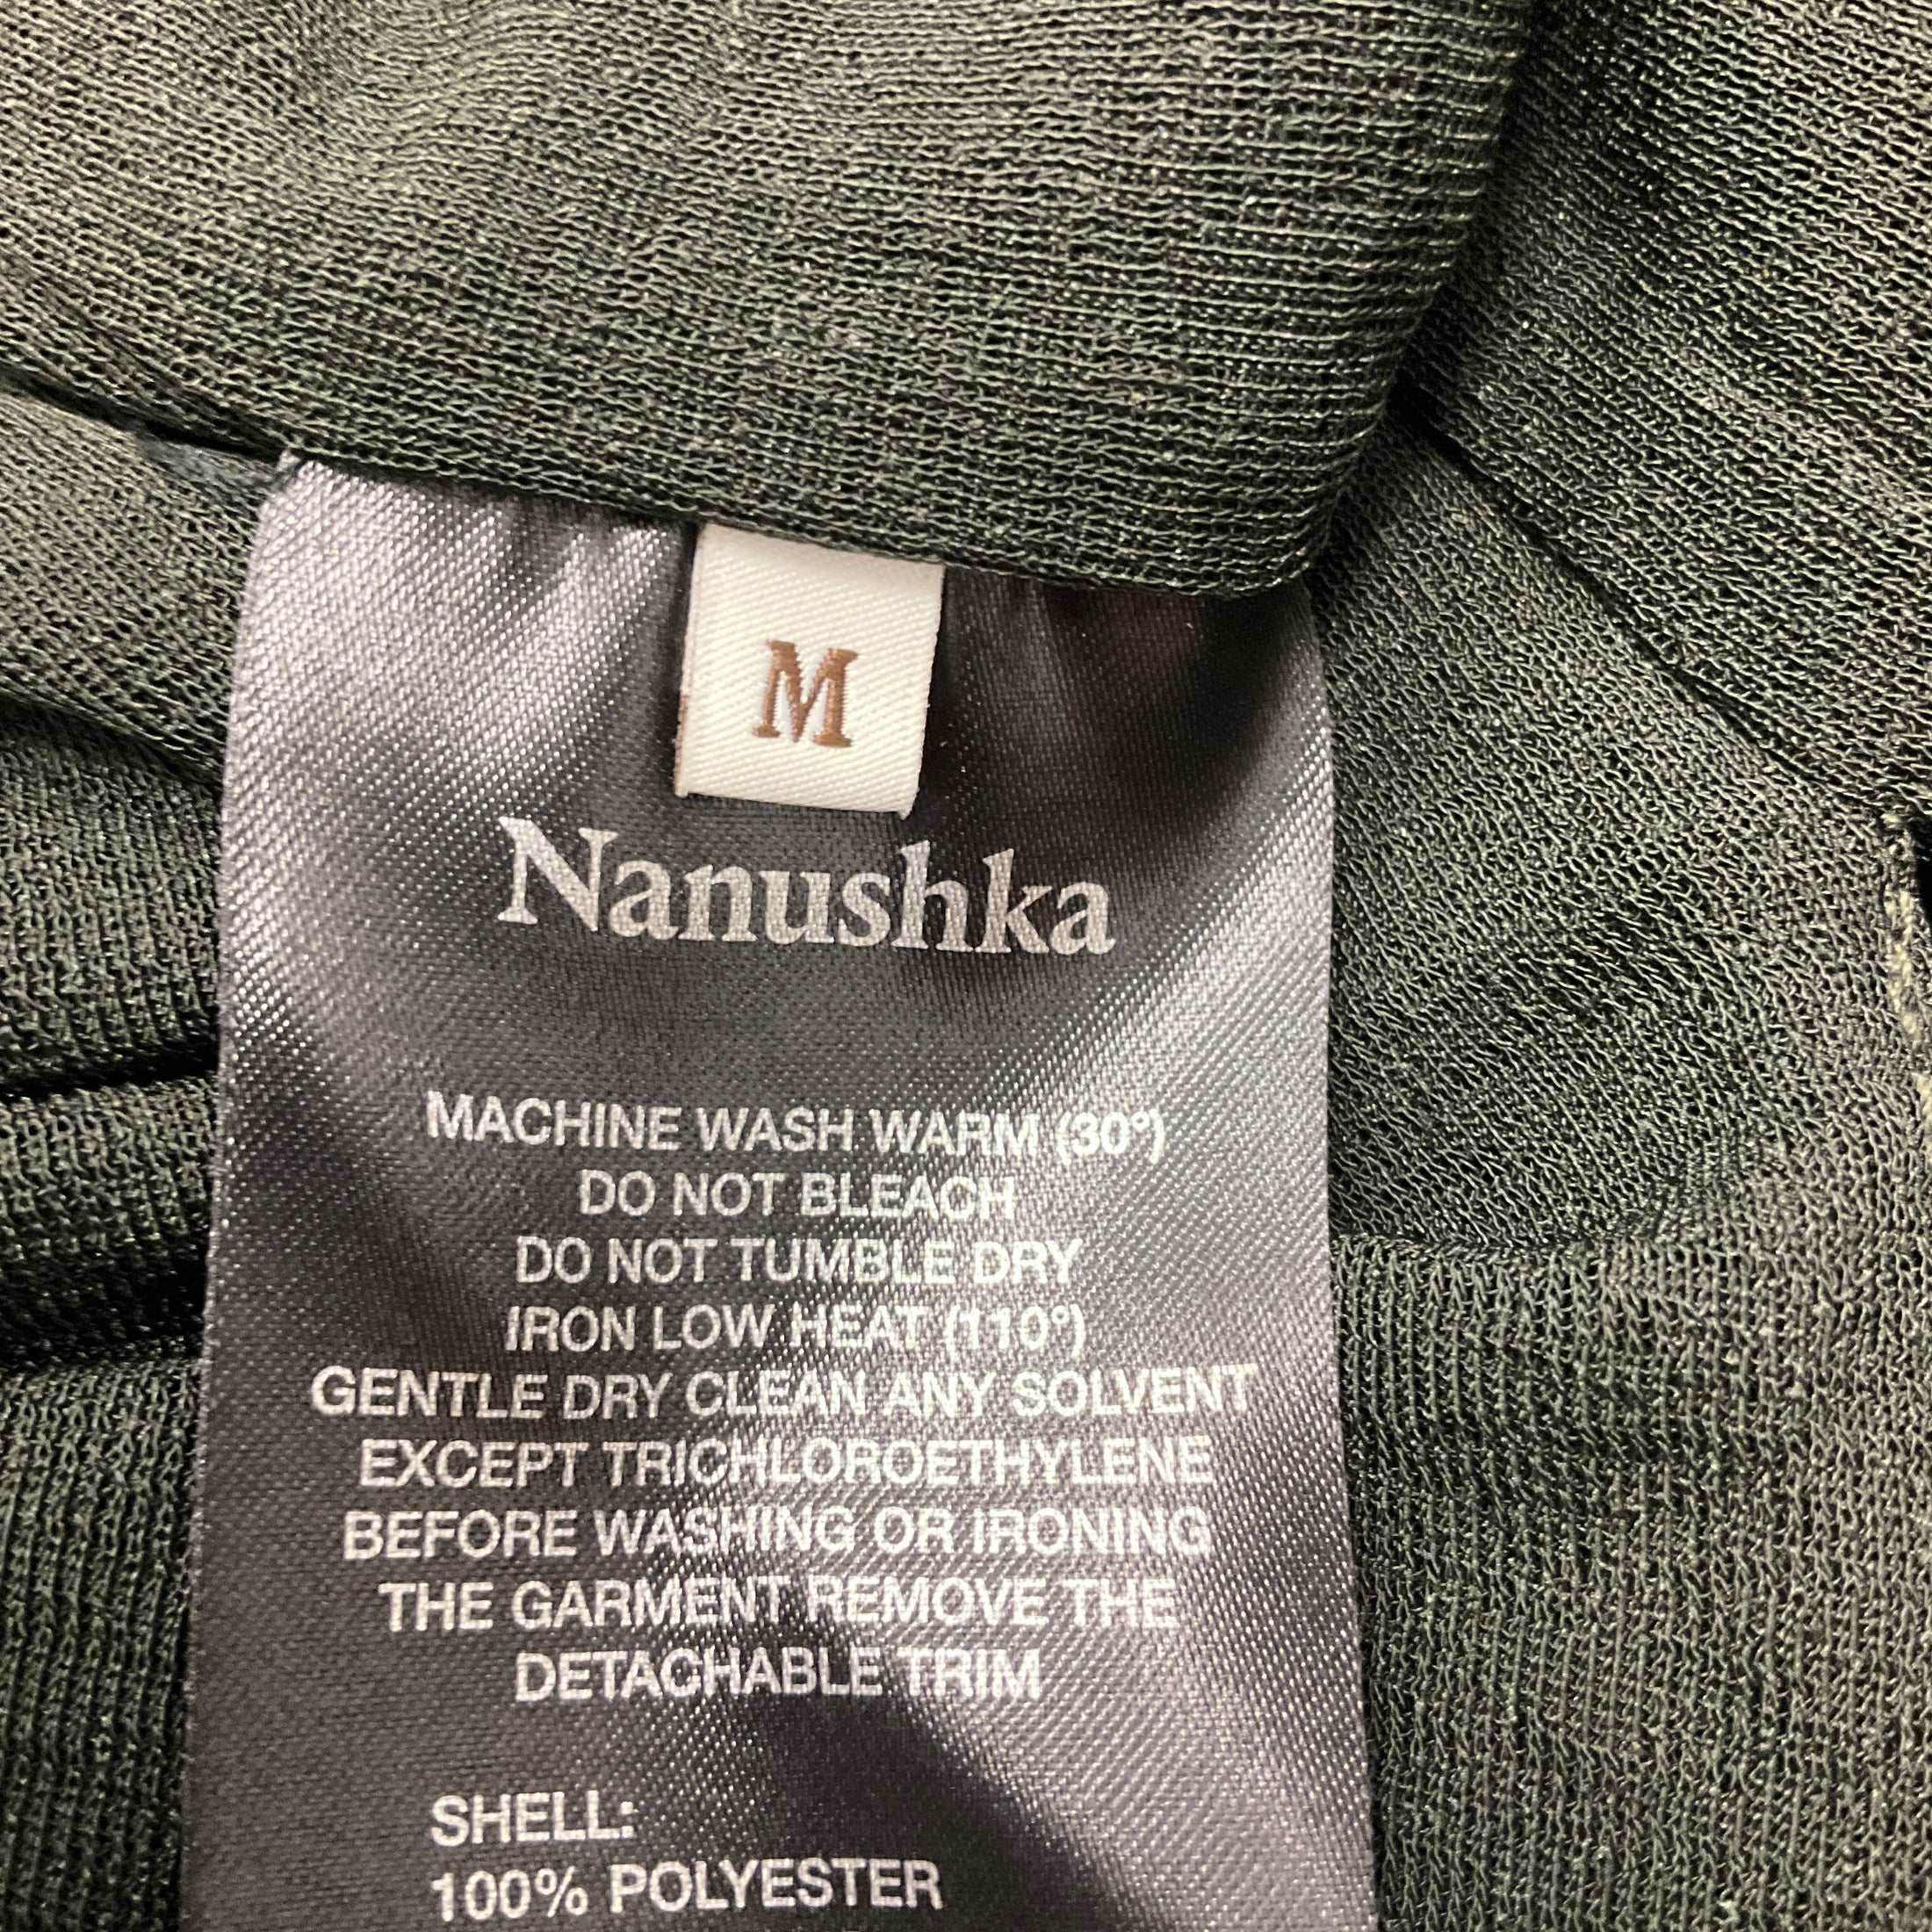 M
Nanushka
MACHINE WASH WARM (30°)
DO NOT BLEACH
DO NOT TUMBLE DRY
IRON LOW HEAT (110°)
GENTLE DRY CLEAN ANY SOLVENT
EXCEPT TRICHLOROETHYLENE
BEFORE WASHING OR IRONING
THE GARMENT REMOVE THE
DETACHABLE TRIM
SHELL:
100% POLYESTER